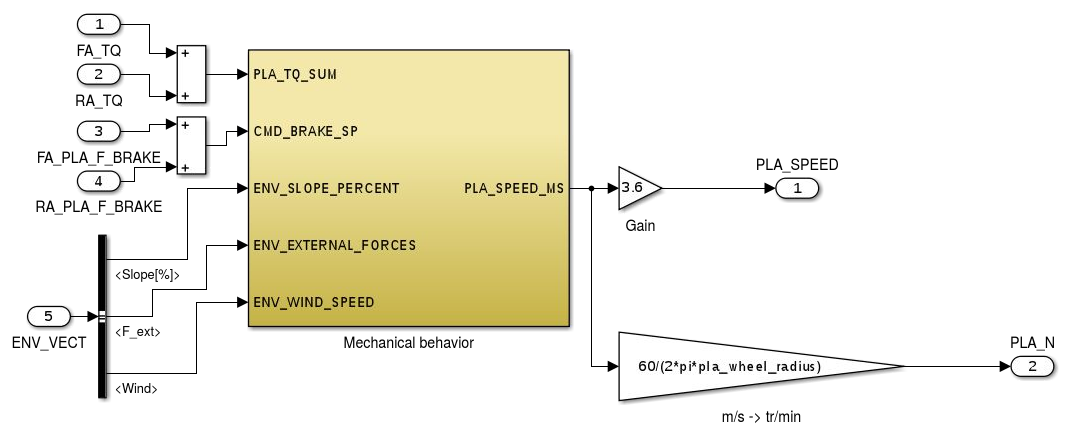 1
FA_TQ
2
RA_TQ
3
FA_PLA_F_BRAKE
4
RA_PLA_F_BRAKE
5
ENV_VECT
+
+
+
+
<Slope[%]>
<F_ext>
<Wind>
PLA_TQ_SUM
CMD_BRAKE_SP
ENV_SLOPE_PERCENT
ENV_EXTERNAL_FORCES
ENV_WIND_SPEED
PLA_SPEED_MS
Mechanical behavior
3.6
Gain
PLA_SPEED
1
60/(2*pi*pla_wheel_radius)
m/s -> tr/min
PLA_N
2